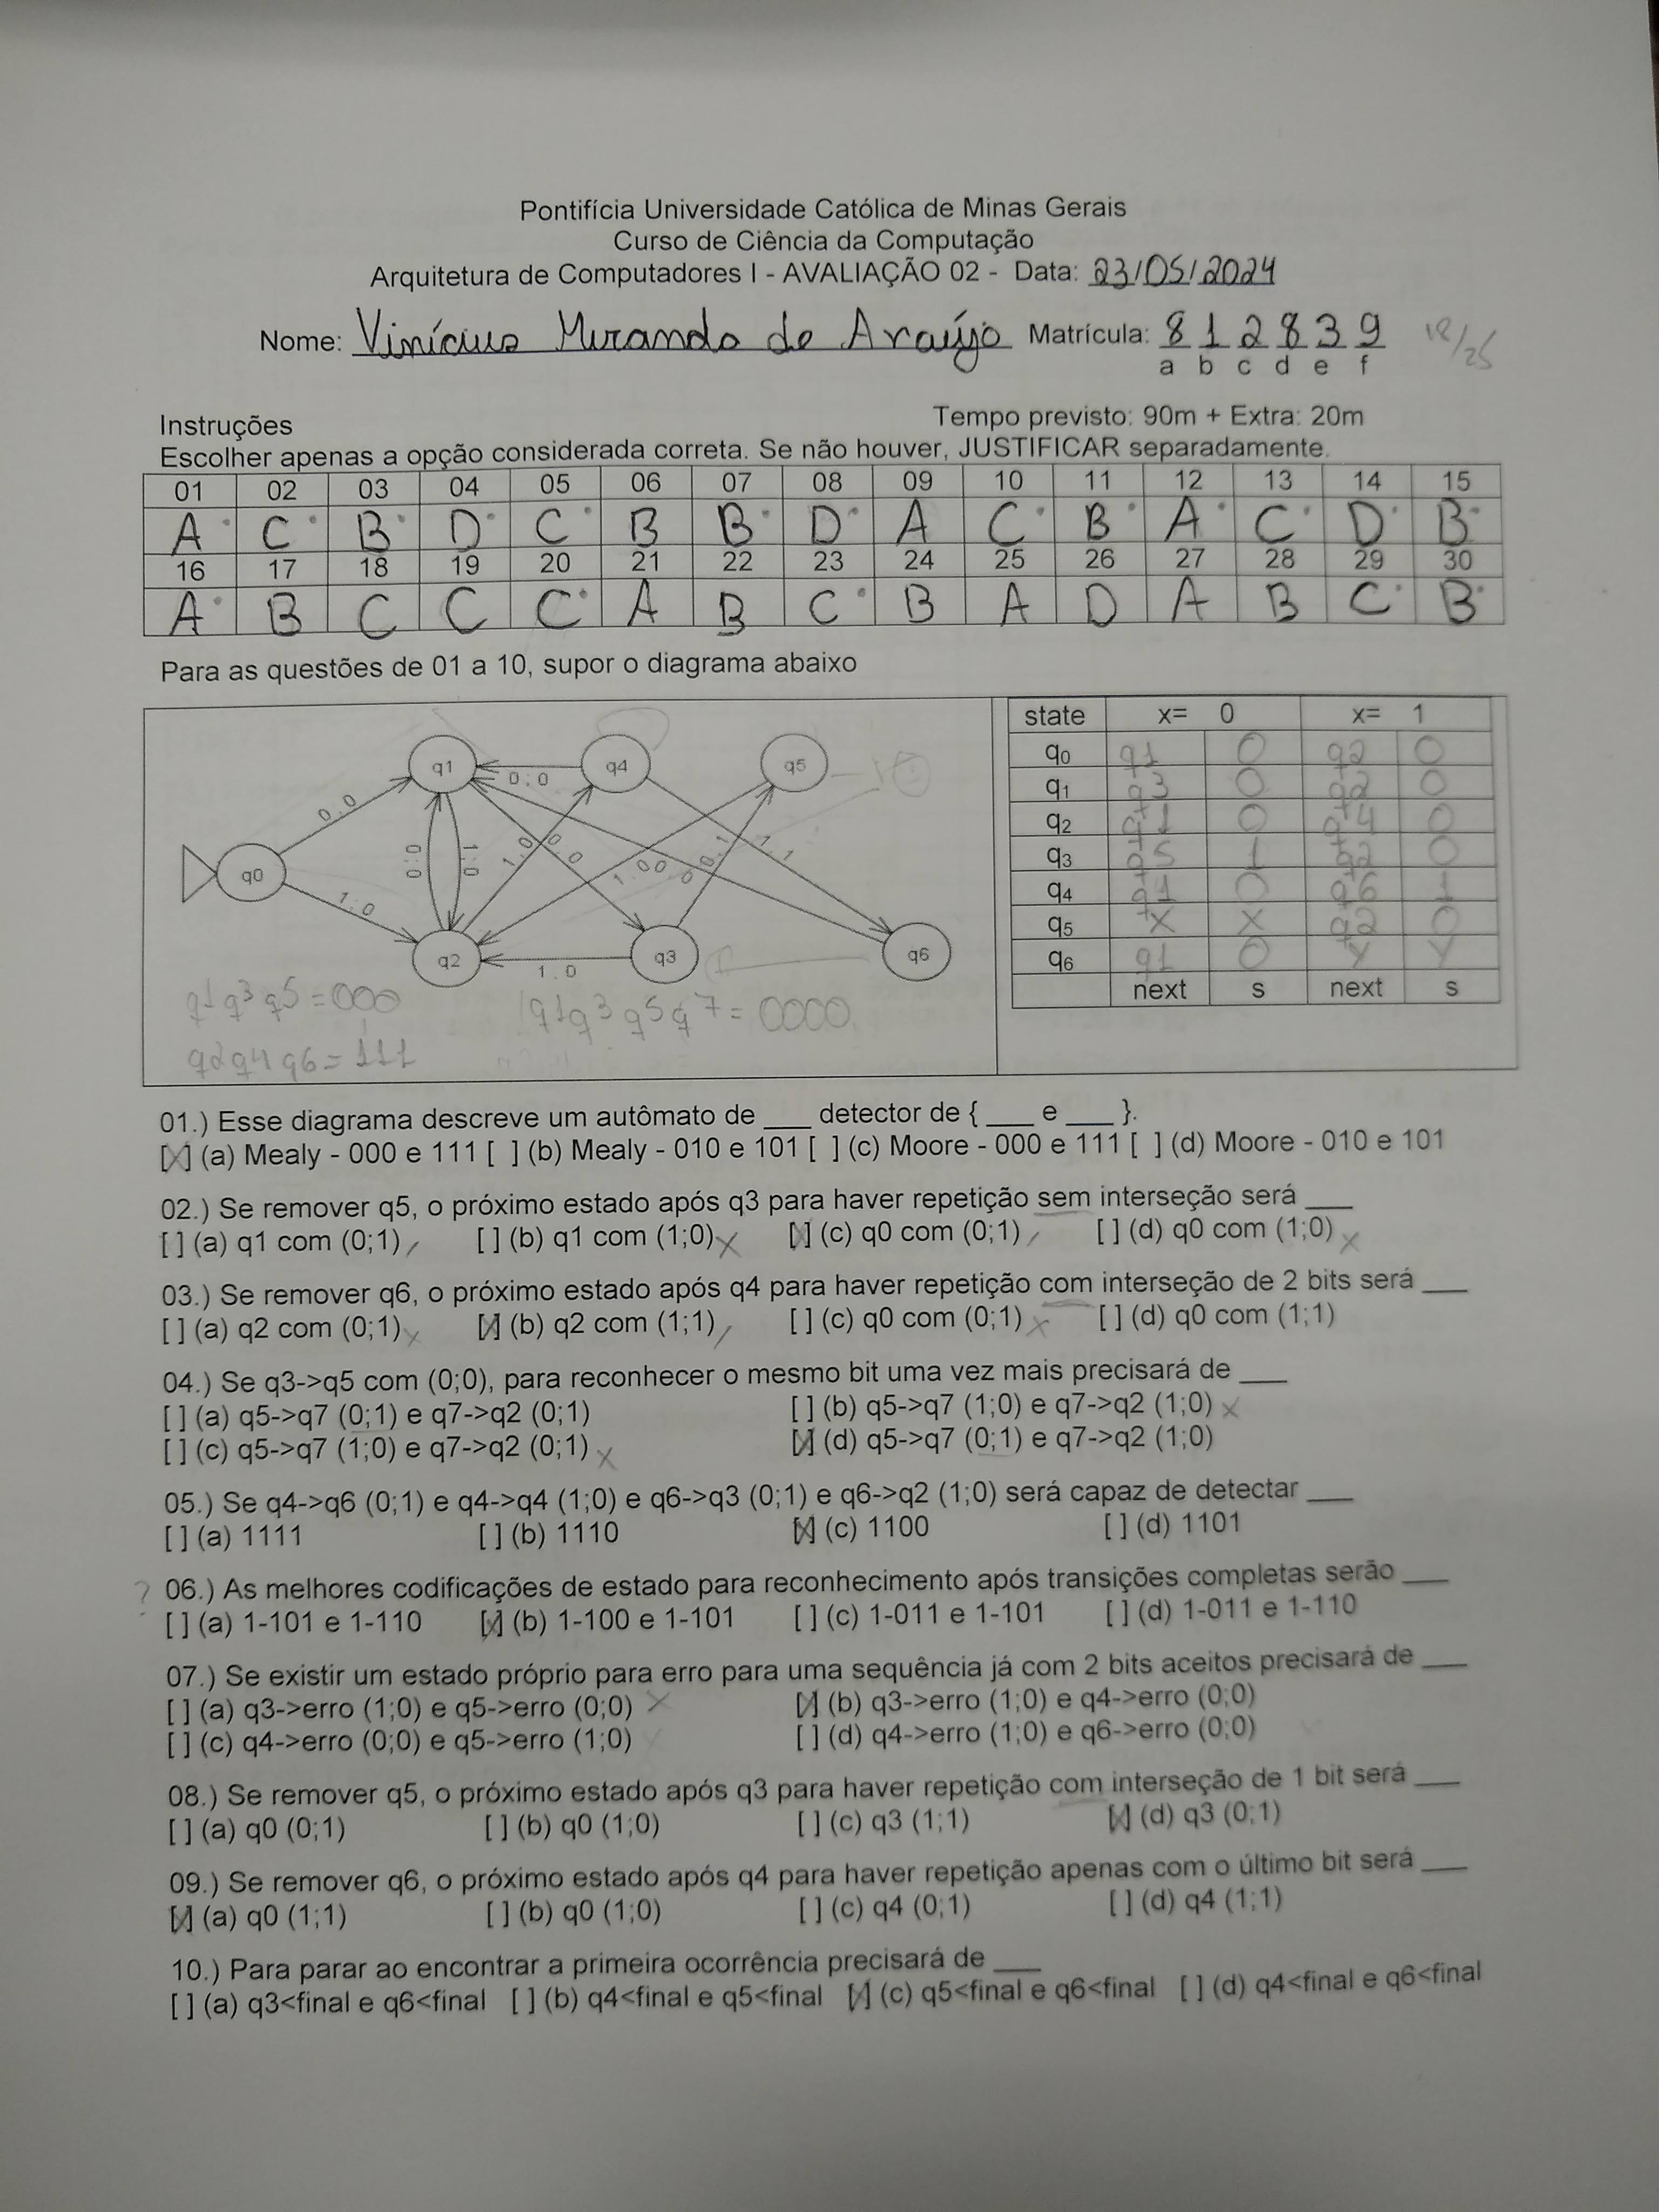 Pontifícia Universidade Católica de Minas Gerais
Curso de Ciência da Computação
Arquitetura de Computadores I - AVALIAÇÃO 02 - Data: 23/05/2024
Nome: Vinícius Miranda de Araújo Matrícula: 8 1 2 8 3 9 18/25
a b c d e f
Instruções Tempo previsto: 90m + Extra: 20m
Escolher apenas a opção considerada correta. Se não houver, JUSTIFICAR separadamente.
01 02 03 04 05 06 07 08 09 10 11 12 13 14 15
A C B D C B B D A C B A C D B
16 17 18 19 20 21 22 23 24 25 26 27 28 29 30
A B C C C A B C B A D A B C B
Para as questões de 01 a 10, supor o diagrama abaixo
state x= 0 x= 1
q0 q1 0 q2 0
q1 q3 0 q2 0
q2 q1 0 q4 0
q3 q5 1 q2 0
q4 q1 0 q6 1
q5 X X q2 0
q6 q1 0 Y Y
next s next s
q1 q4 q5
0 ; 0
0 ; 0
0 ; 0 1 ; 0 1 ; 0 0 ; 0 0 ; 1 1 ; 1
q0
1 ; 0 0 ; 0
1 ; 0
q2 q3 q6
1 ; 0
q1 q3 q5 = 000 q1 q3 q5 q7 = 0000
q2 q4 q6 = 111
01.) Esse diagrama descreve um autômato de ___ detector de { ___ e ___ }.
[X] (a) Mealy - 000 e 111 [ ] (b) Mealy - 010 e 101 [ ] (c) Moore - 000 e 111 [ ] (d) Moore - 010 e 101
02.) Se remover q5, o próximo estado após q3 para haver repetição sem interseção será ___
[ ] (a) q1 com (0;1) [ ] (b) q1 com (1;0) X [X] (c) q0 com (0;1) [ ] (d) q0 com (1;0) X
03.) Se remover q6, o próximo estado após q4 para haver repetição com interseção de 2 bits será ___
[ ] (a) q2 com (0;1) X [X] (b) q2 com (1;1) [ ] (c) q0 com (0;1) X [ ] (d) q0 com (1;1)
04.) Se q3->q5 com (0;0), para reconhecer o mesmo bit uma vez mais precisará de ___
[ ] (a) q5->q7 (0;1) e q7->q2 (0;1) [ ] (b) q5->q7 (1;0) e q7->q2 (1;0) X
[ ] (c) q5->q7 (1;0) e q7->q2 (0;1) X [X] (d) q5->q7 (0;1) e q7->q2 (1;0)
05.) Se q4->q6 (0;1) e q4->q4 (1;0) e q6->q3 (0;1) e q6->q2 (1;0) será capaz de detectar ___
[ ] (a) 1111 [ ] (b) 1110 [X] (c) 1100 [ ] (d) 1101
? 06.) As melhores codificações de estado para reconhecimento após transições completas serão ___
[ ] (a) 1-101 e 1-110 [X] (b) 1-100 e 1-101 [ ] (c) 1-011 e 1-101 [ ] (d) 1-011 e 1-110
07.) Se existir um estado próprio para erro para uma sequência já com 2 bits aceitos precisará de ___
[ ] (a) q3->erro (1;0) e q5->erro (0;0) X [X] (b) q3->erro (1;0) e q4->erro (0;0)
[ ] (c) q4->erro (0;0) e q5->erro (1;0) [ ] (d) q4->erro (1;0) e q6->erro (0;0)
08.) Se remover q5, o próximo estado após q3 para haver repetição com interseção de 1 bit será ___
[ ] (a) q0 (0;1) [ ] (b) q0 (1;0) [ ] (c) q3 (1;1) [X] (d) q3 (0;1)
09.) Se remover q6, o próximo estado após q4 para haver repetição apenas com o último bit será ___
[X] (a) q0 (1;1) [ ] (b) q0 (1;0) [ ] (c) q4 (0;1) [ ] (d) q4 (1;1)
10.) Para parar ao encontrar a primeira ocorrência precisará de ___
[ ] (a) q3<final e q6<final [ ] (b) q4<final e q5<final [X] (c) q5<final e q6<final [ ] (d) q4<final e q6<final